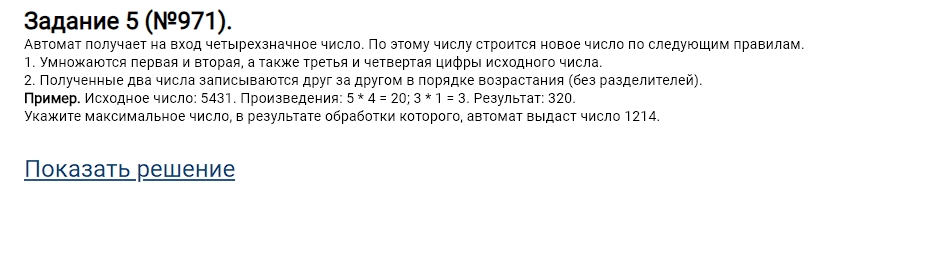 Задание 5 (№971).
Автомат получает на вход четырехзначное число. По этому числу строится новое число по следующим правилам.
1. Умножаются первая и вторая, а также третья и четвертая цифры исходного числа.
2. Полученные два числа записываются друг за другом в порядке возрастания (без разделителей).
Пример. Исходное число: 5431. Произведения: 5 * 4 = 20; 3 * 1 = 3. Результат: 320.
Укажите максимальное число, в результате обработки которого, автомат выдаст число 1214.
Показать решение